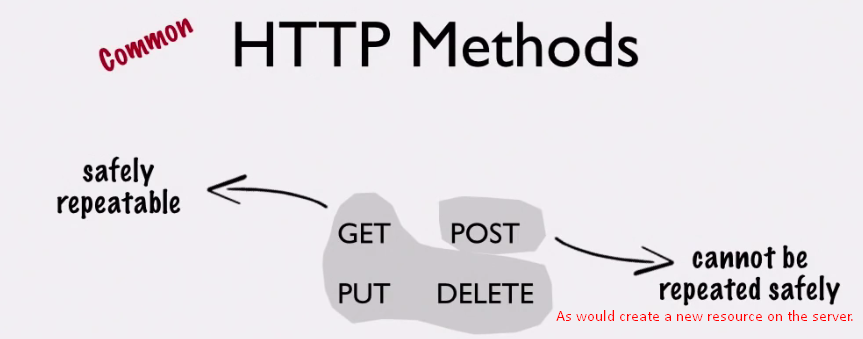 Common
HTTP Methods
safely
repeatable
GET POST
PUT DELETE
cannot be
repeated safely
As would create a new resource on the server.